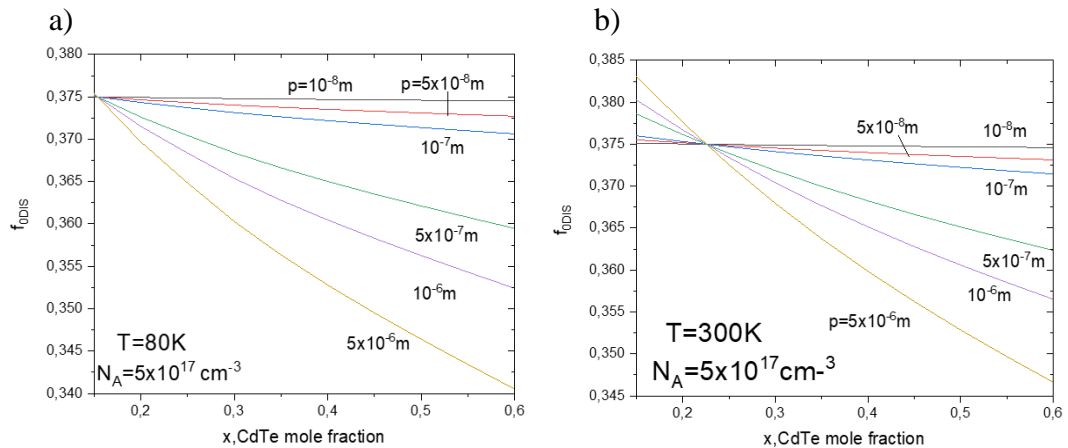 a)
0,380
0,375
0,370
0,365
0,360
0,355
0,350
0,345
0,340
f₀DIS
p=10⁻⁸m
p=5x10⁻⁸m
10⁻⁷m
5x10⁻⁷m
10⁻⁶m
5x10⁻⁶m
T=80K
N_A=5x10¹⁷ cm⁻³
0,2 0,3 0,4 0,5 0,6
x,CdTe mole fraction
b)
0,385
0,380
0,375
0,370
0,365
0,360
0,355
0,350
0,345
f₀DIS
5x10⁻⁸m
10⁻⁸m
10⁻⁷m
5x10⁻⁷m
10⁻⁶m
p=5x10⁻⁶m
T=300K
N_A=5x10¹⁷cm-³
0,2 0,3 0,4 0,5 0,6
x,CdTe mole fraction